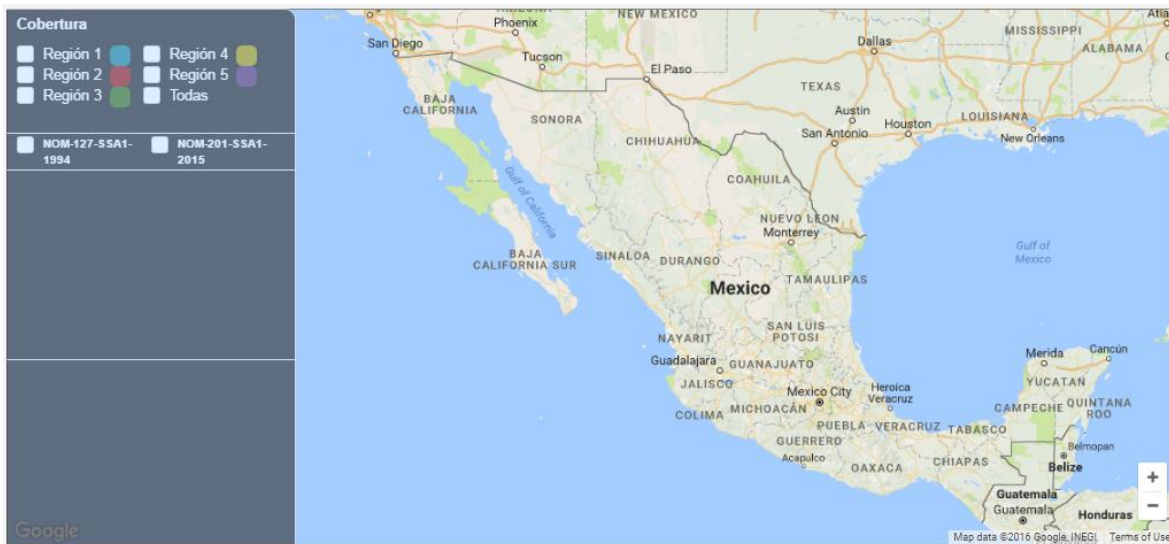 Cobertura
Región 1
Región 4
Región 2
Región 5
Región 3
Todas
NOM-127-SSA1-
1994
NOM-201-SSA1-
2015
Google
Phoenix
San Diego
Tucson
NEW MEXICO
El Paso
Dallas
TEXAS
Austin
San Antonio
Houston
LOUISIANA
New Orleans
MISSISSIPPI
ALABAMA
Atla
BAJA
CALIFORNIA
SONORA
CHIHUAHUA
COAHUILA
Gulf of California
NUEVO LEON
Monterrey
BAJA
CALIFORNIA SUR
SINALOA
DURANGO
TAMAULIPAS
Gulf of
Mexico
Mexico
SAN LUIS
POTOSI
NAYARIT
Guadalajara
GUANAJUATO
JALISCO
Mexico City
Heroica
Veracruz
COLIMA
MICHOACÁN
PUEBLA
VERACRUZ
TABASCO
GUERRERO
Acapulco
OAXACA
CHIAPAS
Merida
Cancún
YUCATAN
CAMPECHE
QUINTANA
ROO
Belmopan
Belize
Guatemala
Guatemala
Honduras
+
−
Map data ©2016 Google, INEGI
Terms of Use